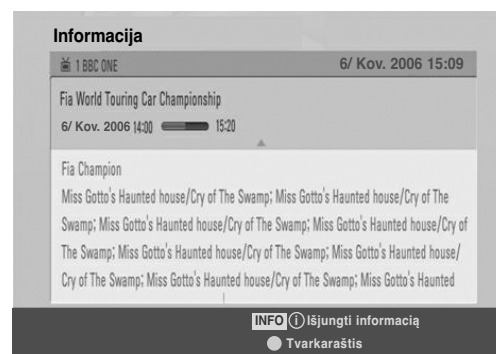 Informacija
1 BBC ONE 6/ Kov. 2006 15:09
Fia World Touring Car Championship
6/ Kov. 2006 14:00 15:20
Fia Champion
Miss Gotto's Haunted house/Cry of The Swamp; Miss Gotto's Haunted house/Cry of The
Swamp; Miss Gotto's Haunted house/Cry of The Swamp; Miss Gotto's Haunted house/Cry of
The Swamp; Miss Gotto's Haunted house/Cry of The Swamp; Miss Gotto's Haunted house/
Cry of The Swamp; Miss Gotto's Haunted house/Cry of The Swamp; Miss Gotto's Haunted
INFO i Išjungti informaciją
Tvarkaraštis